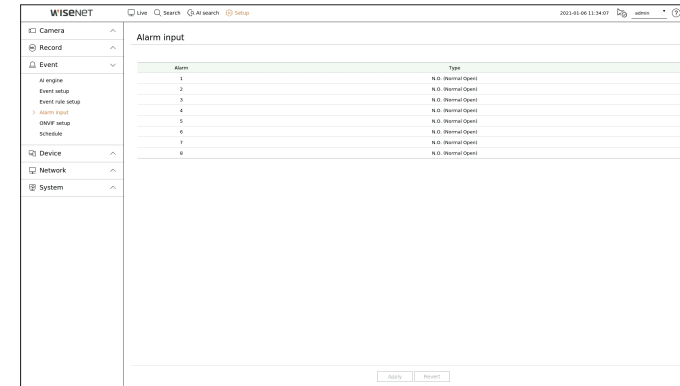 WISENET
Live Search AI search Setup 2021-01-06 11:34:07 admin
Camera
Record
Event
AI engine
Event setup
Event rule setup
Alarm input
ONVIF setup
Schedule
Device
Network
System
Alarm input
Alarm Type
1 N.O. (Normal Open)
2 N.O. (Normal Open)
3 N.O. (Normal Open)
4 N.O. (Normal Open)
5 N.O. (Normal Open)
6 N.O. (Normal Open)
7 N.O. (Normal Open)
8 N.O. (Normal Open)
Apply Revert